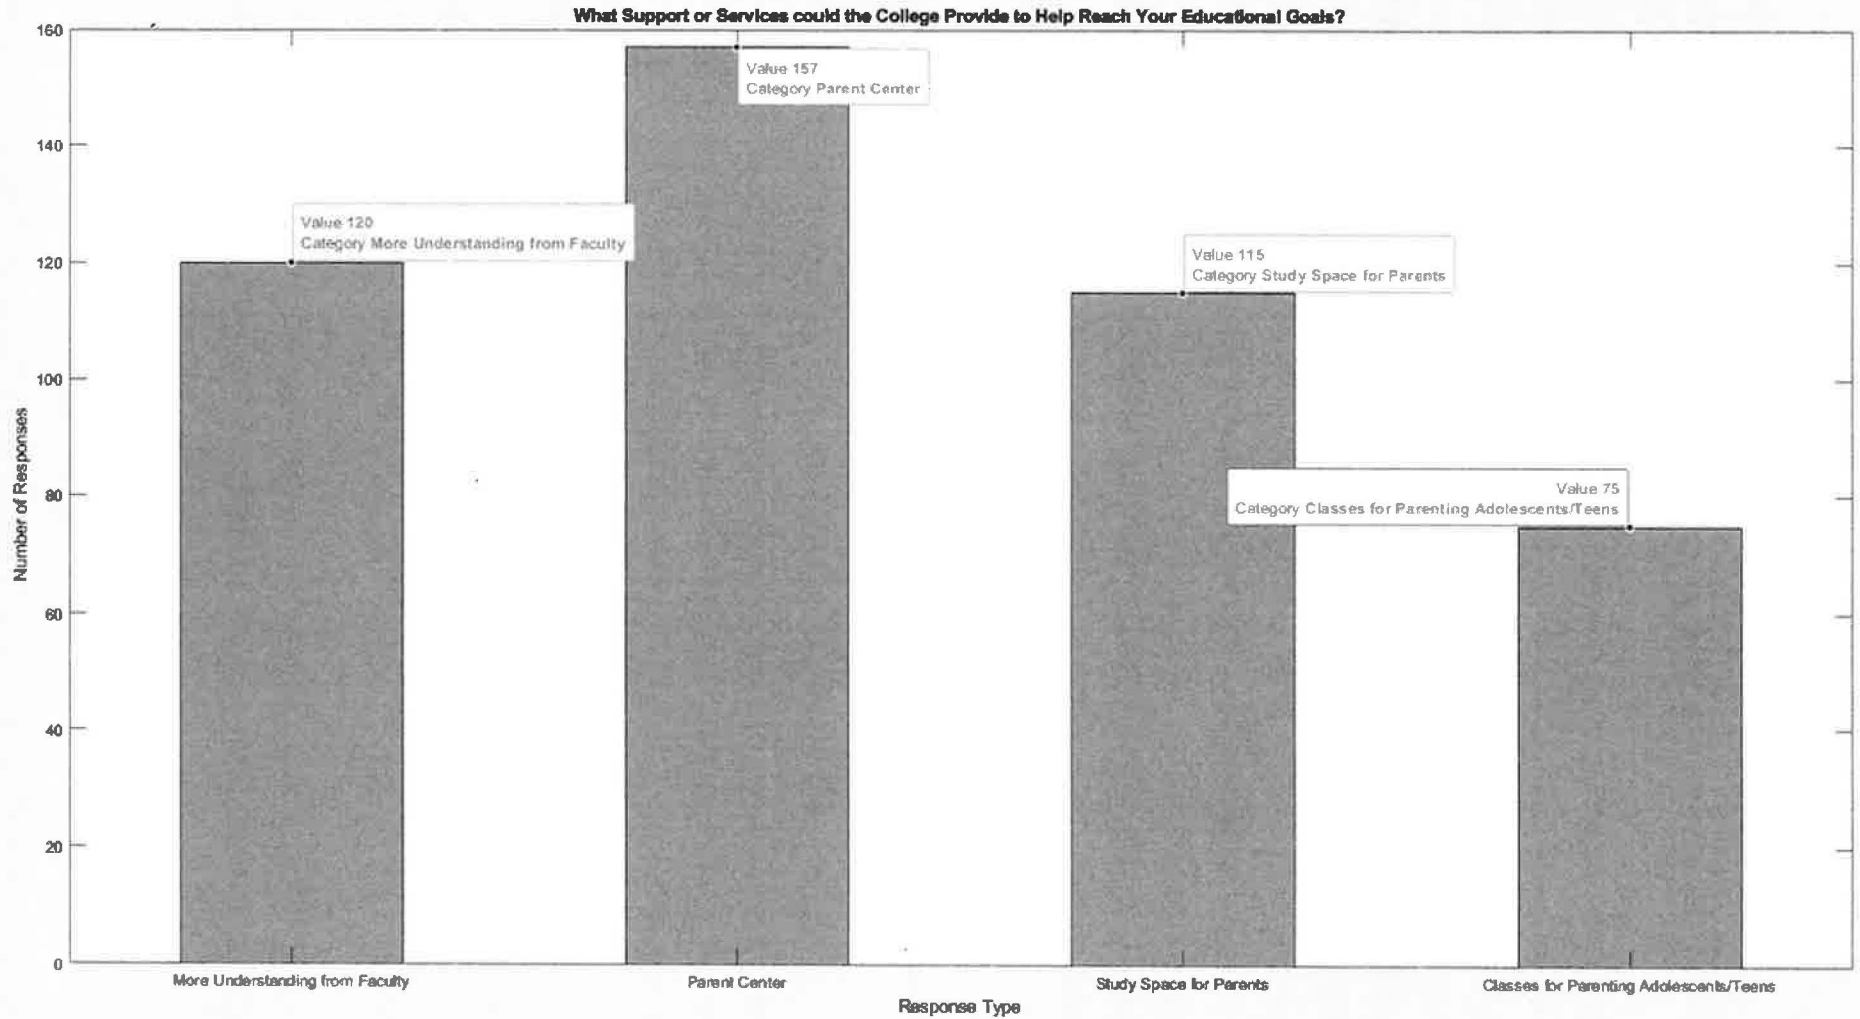 What Support or Services could the College Provide to Help Reach Your Educational Goals?
160
140
120
100
80
60
40
20
0
Number of Responses
Value 157
Category Parent Center
Value 120
Category More Understanding from Faculty
Value 115
Category Study Space for Parents
Value 75
Category Classes for Parenting Adolescents/Teens
More Understanding from Faculty
Parent Center
Study Space for Parents
Classes for Parenting Adolescents/Teens
Response Type